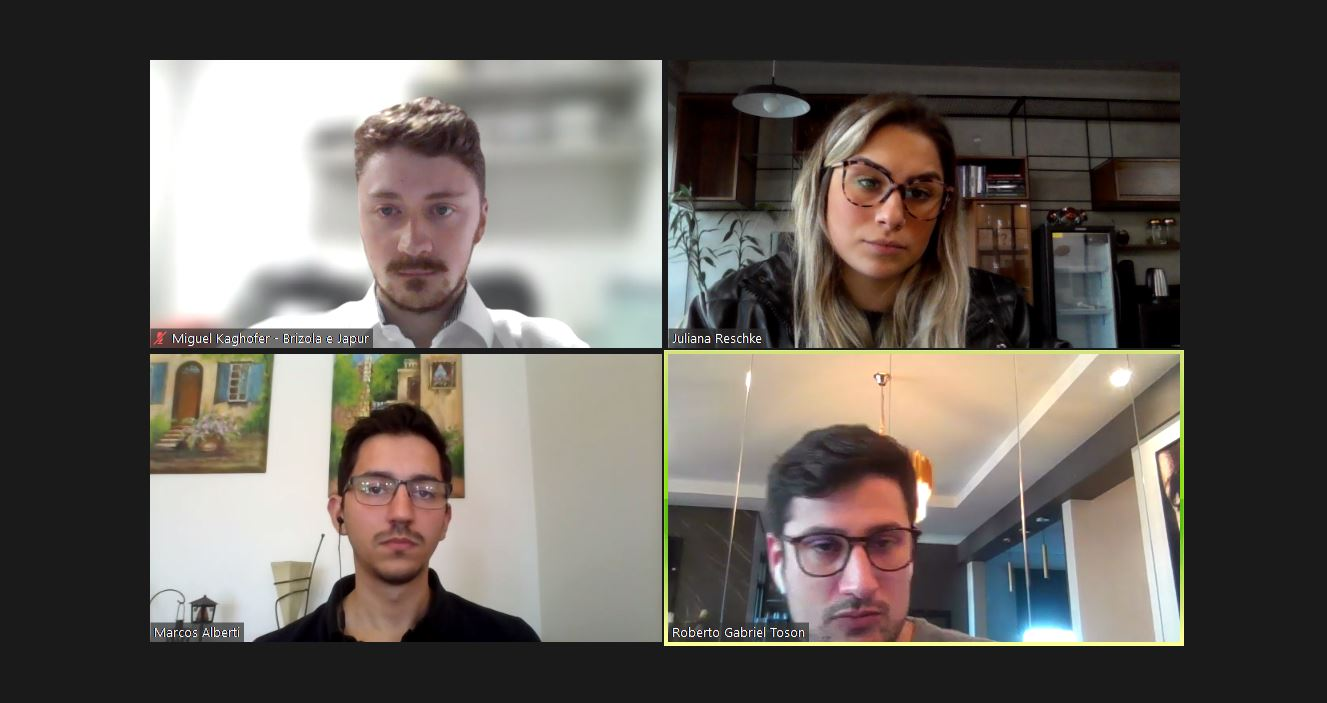 Miguel Kaghofer - Brizola e Japur
Juliana Reschke
Marcos Alberti
Roberto Gabriel Toson